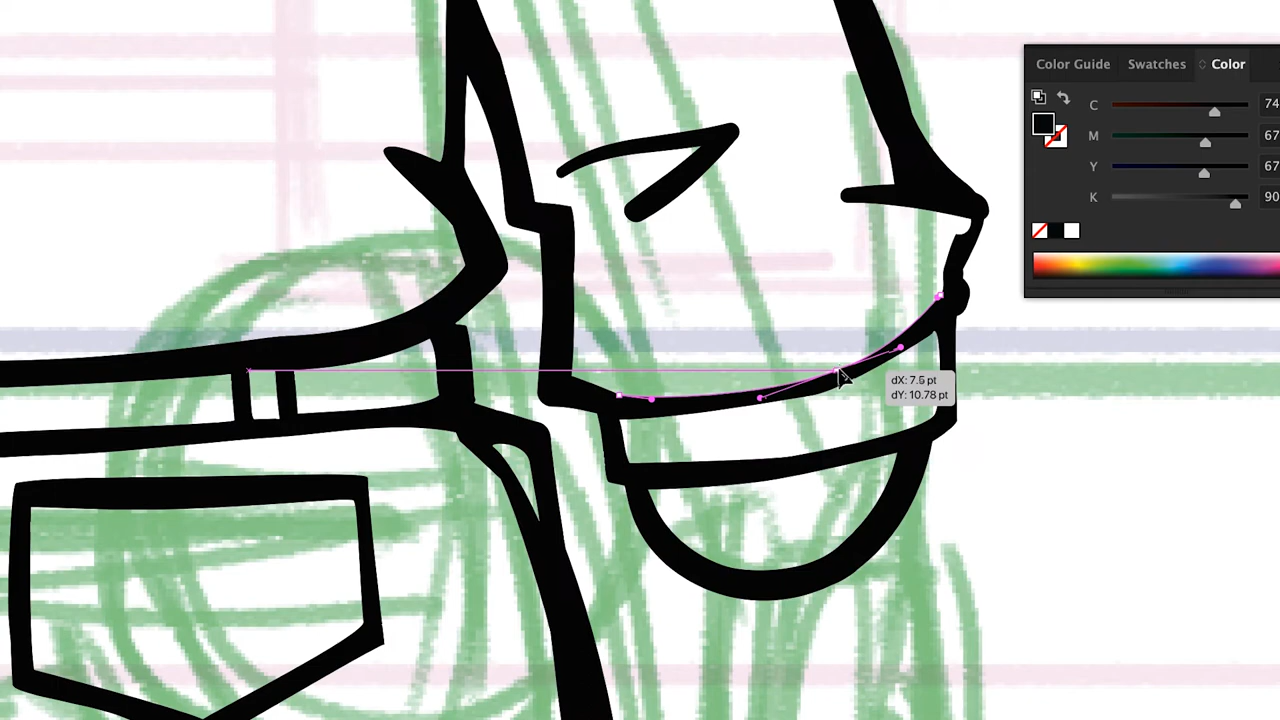 Color Guide Swatches Color
C 74
M 67
Y 67
K 90
dX: 7.5 pt
dY: 10.78 pt